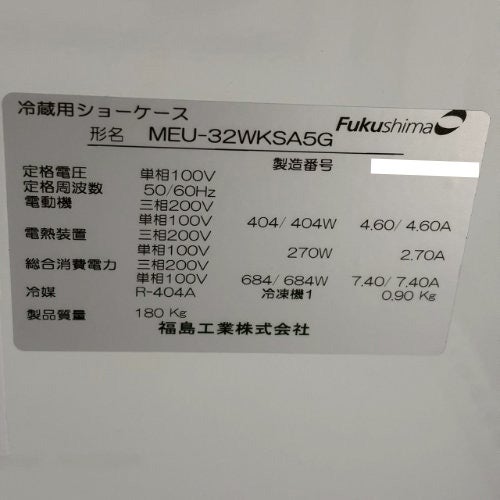 冷蔵用ショーケース
形名 MEU-32WKSA5G Fukushima
製造番号
定格電圧 単相100V
定格周波数 50/60Hz
電動機 三相200V
単相100V 404/404W 4.60/4.60A
電熱装置 三相200V
単相100V 270W 2.70A
総合消費電力 三相200V
単相100V 684/684W 7.40/7.40A
冷媒 R-404A 冷凍機1 0.90 Kg
製品質量 180 Kg
福島工業株式会社